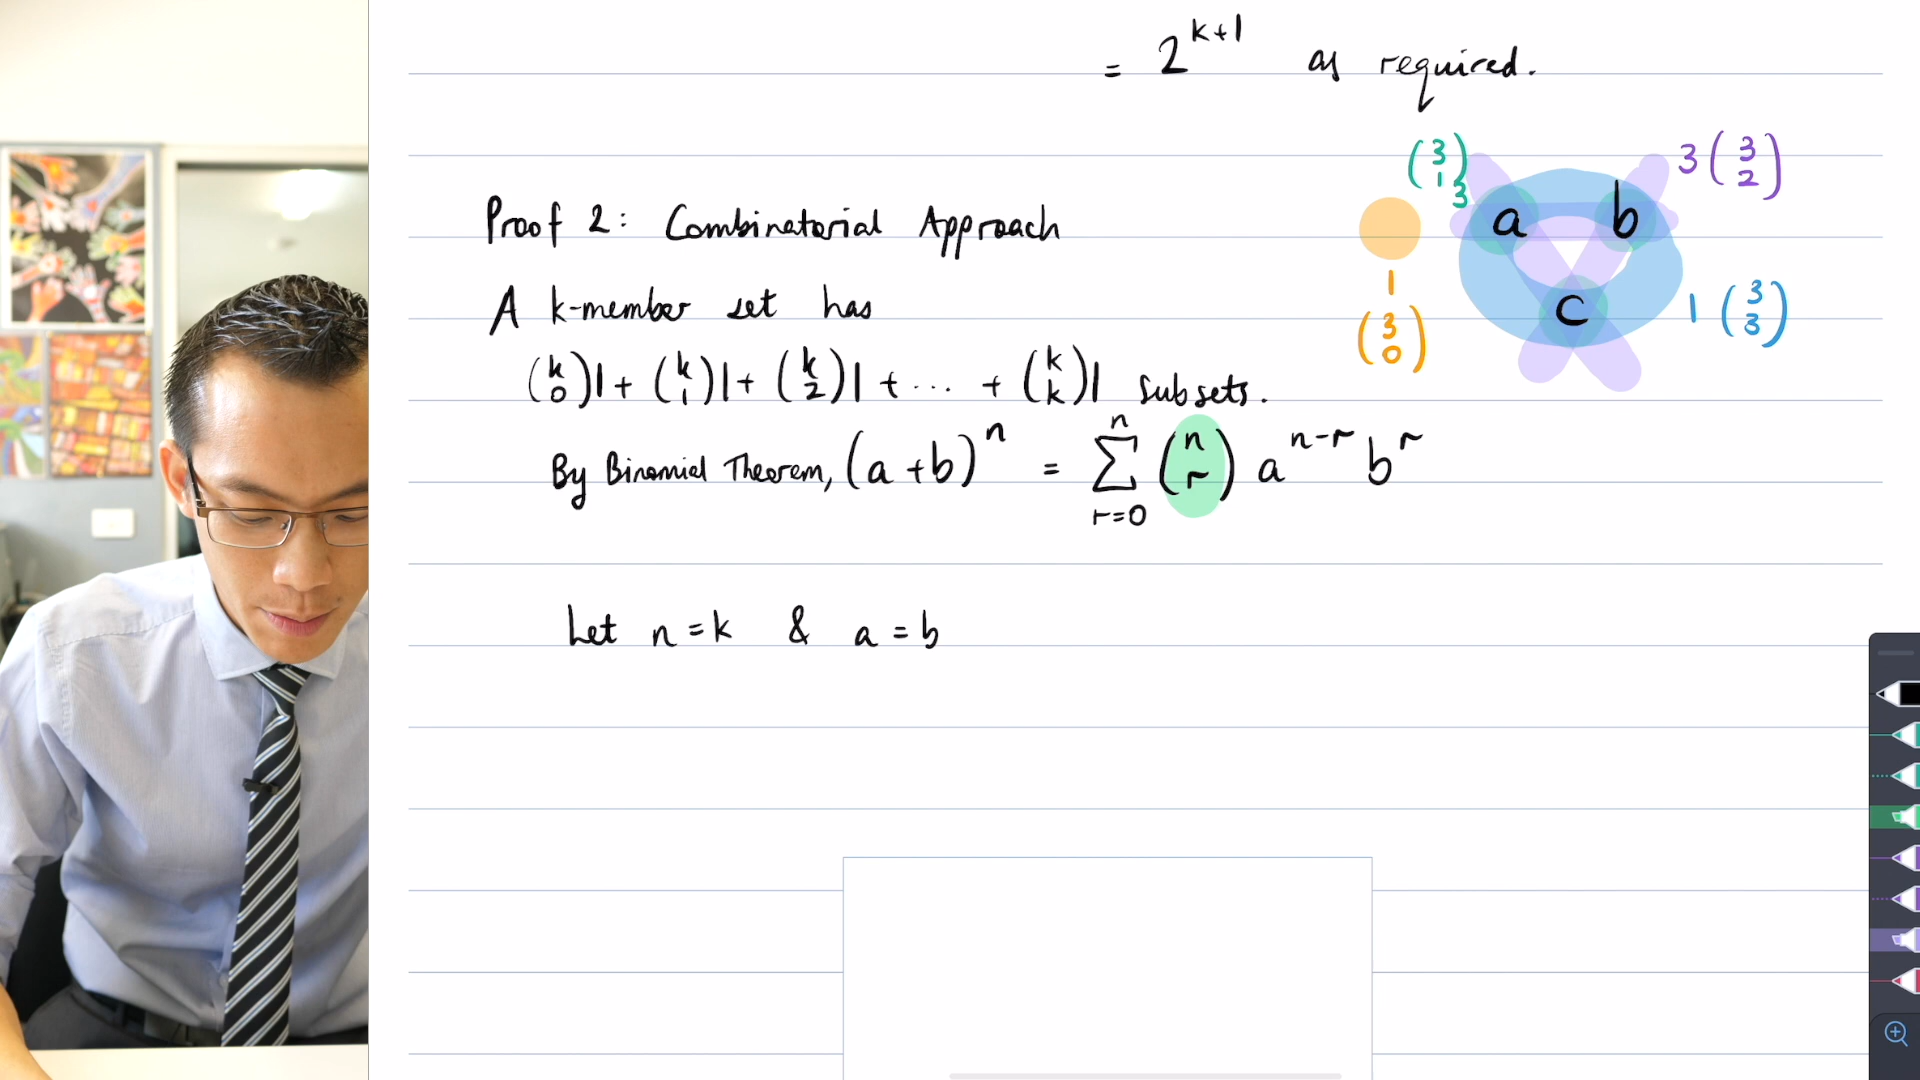 = 2^{k+1} as required.
(3 1) 3
3 (3 2)
Proof 2: Combinatorial Approach
a b
1
(3 0)
c
1 (3 3)
A k-member set has
(k 0)1 + (k 1)1 + (k 2)1 + ... + (k k)1 subsets.
By Binomial Theorem, (a+b)^n = \sum_{r=0}^{n} (n r) a^{n-r} b^r
Let n = k & a = b